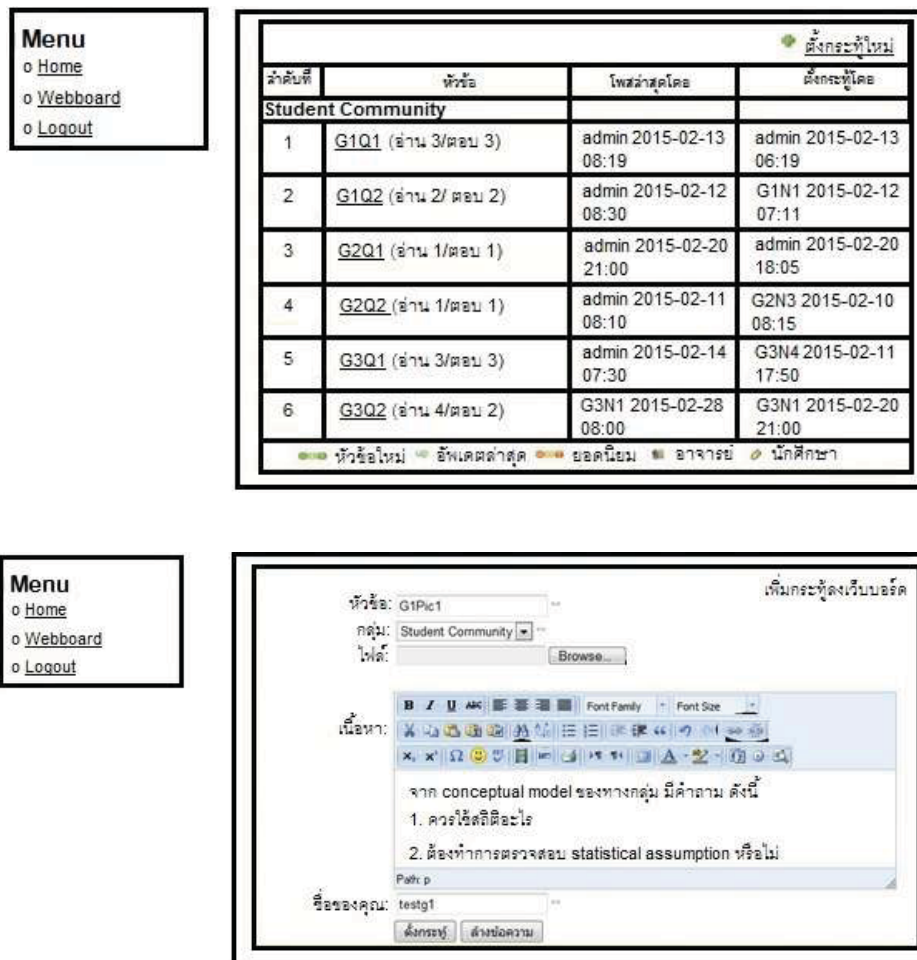 Menu
o Home
o Webboard
o Logout
ตั้งกระทู้ใหม่
ลำดับที่ หัวข้อ โพสล่าสุดโดย ตั้งกระทู้โดย
Student Community
1 G1Q1 (อ่าน 3/ตอบ 3) admin 2015-02-13 08:19 admin 2015-02-13 06:19
2 G1Q2 (อ่าน 2/ ตอบ 2) admin 2015-02-12 08:30 G1N1 2015-02-12 07:11
3 G2Q1 (อ่าน 1/ตอบ 1) admin 2015-02-20 21:00 admin 2015-02-20 18:05
4 G2Q2 (อ่าน 1/ตอบ 1) admin 2015-02-11 08:10 G2N3 2015-02-10 08:15
5 G3Q1 (อ่าน 3/ตอบ 3) admin 2015-02-14 07:30 G3N4 2015-02-11 17:50
6 G3Q2 (อ่าน 4/ตอบ 2) G3N1 2015-02-28 08:00 G3N1 2015-02-20 21:00
หัวข้อใหม่ อัพเดตล่าสุด ยอดนิยม อาจารย์ นักศึกษา
Menu
o Home
o Webboard
o Logout
เพิ่มกระทู้ลงเว็บบอร์ด
หัวข้อ: G1Pic1 **
กลุ่ม: Student Community **
ไฟล์: Browse...
เนื้อหา:
B I U ABC Font Family Font Size
จาก conceptual model ของทางกลุ่ม มีคำถาม ดังนี้
1. ควรใช้สถิติอะไร
2. ต้องทำการตรวจสอบ statistical assumption หรือไม่
Path: p
ชื่อของคุณ: testg1 **
ตั้งกระทู้ ล้างข้อความ